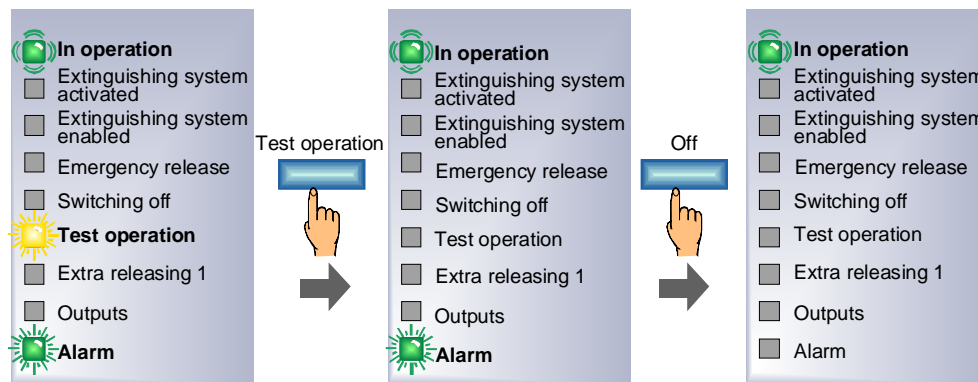 In operation
Extinguishing system
activated
Extinguishing system
enabled
Emergency release
Switching off
Test operation
Extra releasing 1
Outputs
Alarm
Test operation
In operation
Extinguishing system
activated
Extinguishing system
enabled
Emergency release
Switching off
Test operation
Extra releasing 1
Outputs
Alarm
Off
In operation
Extinguishing system
activated
Extinguishing system
enabled
Emergency release
Switching off
Test operation
Extra releasing 1
Outputs
Alarm